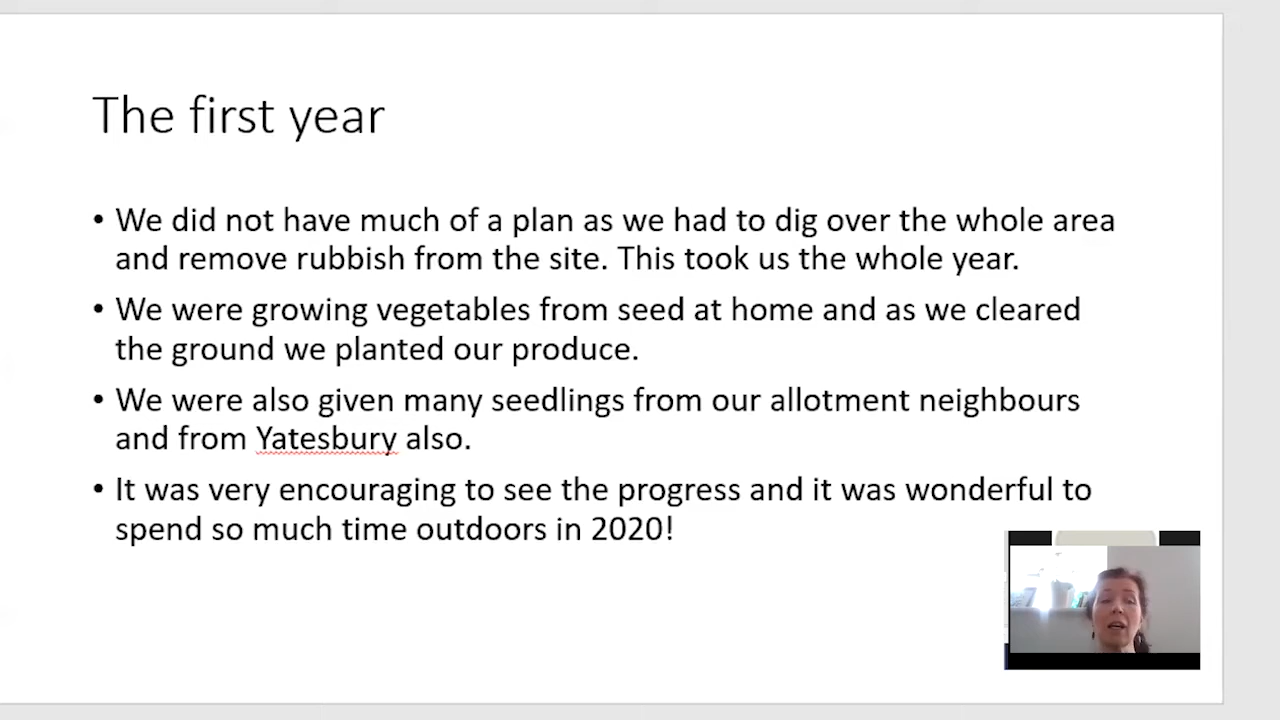 The first year
• We did not have much of a plan as we had to dig over the whole area
and remove rubbish from the site. This took us the whole year.
• We were growing vegetables from seed at home and as we cleared
the ground we planted our produce.
• We were also given many seedlings from our allotment neighbours
and from Yatesbury also.
• It was very encouraging to see the progress and it was wonderful to
spend so much time outdoors in 2020!